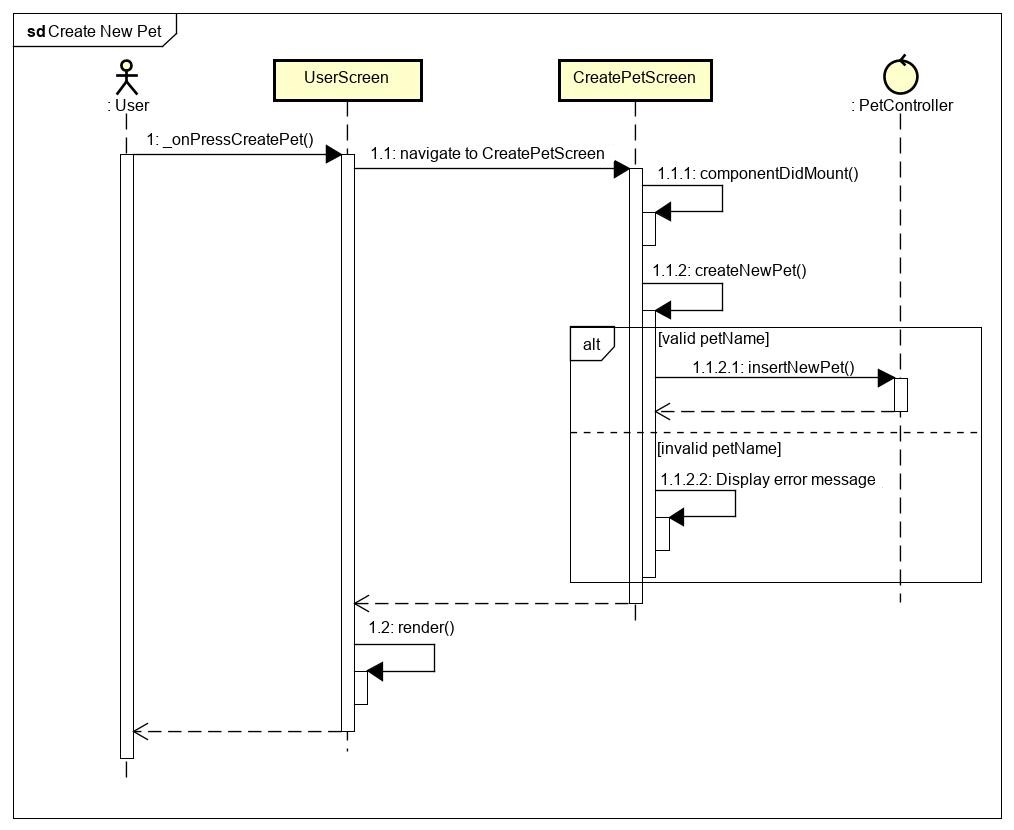 sd Create New Pet
: User
UserScreen
CreatePetScreen
: PetController
1: _onPressCreatePet()
1.1: navigate to CreatePetScreen
1.1.1: componentDidMount()
1.1.2: createNewPet()
alt
[valid petName]
1.1.2.1: insertNewPet()
[invalid petName]
1.1.2.2: Display error message
1.2: render()